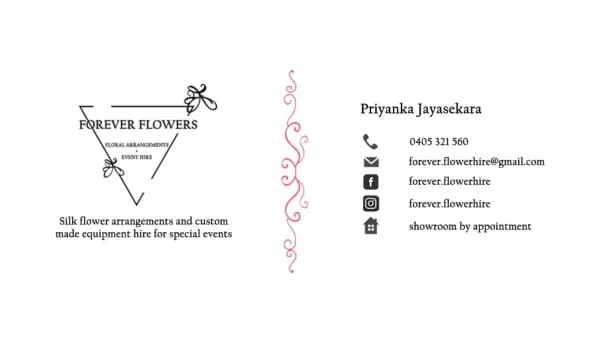 FOREVER FLOWERS
FLORAL ARRANGEMENTS
•
EVENT HIRE
Silk flower arrangements and custom
made equipment hire for special events
Priyanka Jayasekara
0405 321 560
forever.flowerhire@gmail.com
forever.flowerhire
forever.flowerhire
showroom by appointment